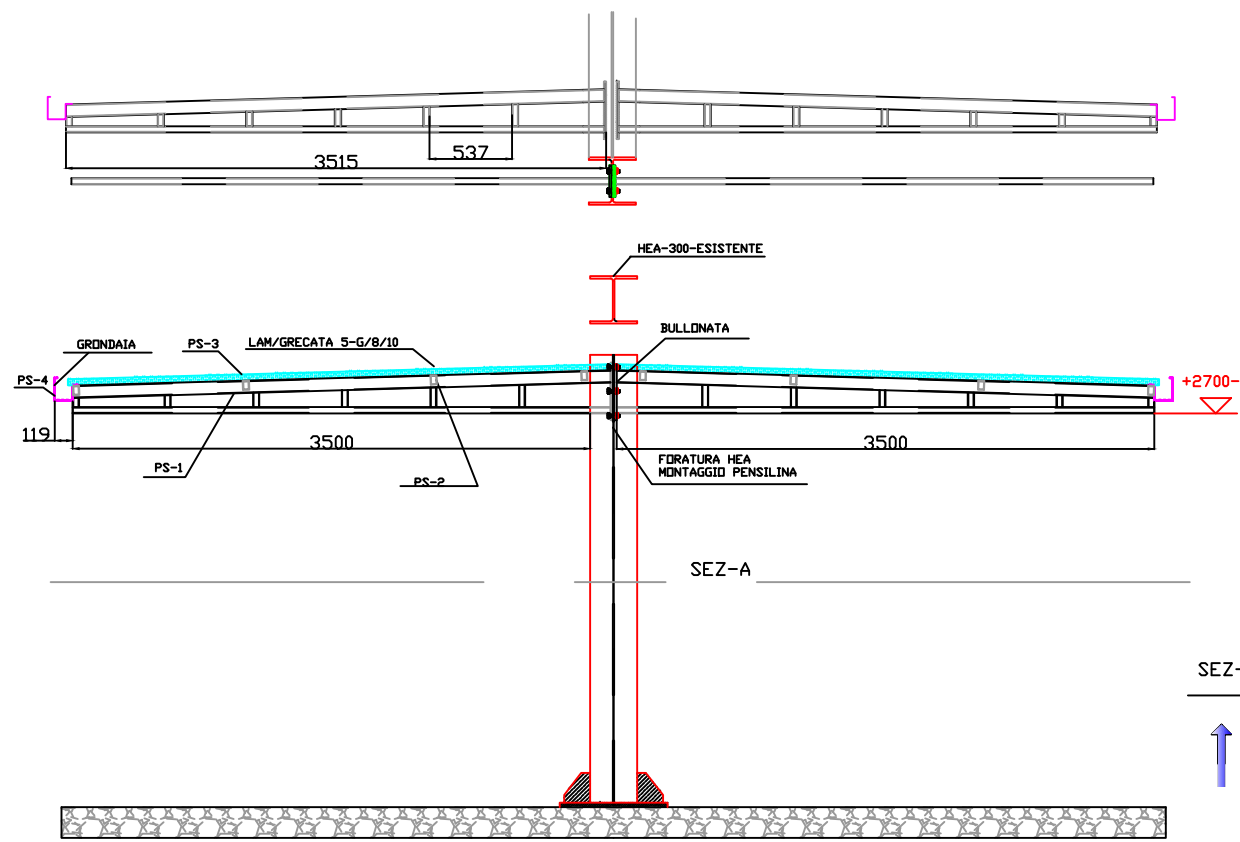 537
3515
HEA-300-ESISTENTE
BULLONATA
GRONDAIA
PS-3
LAM/GRECATA 5-G/8/10
PS-4
+2700-
119
3500
3500
PS-1
PS-2
FORATURA HEA
MONTAGGIO PENSILINA
SEZ-A
SEZ-